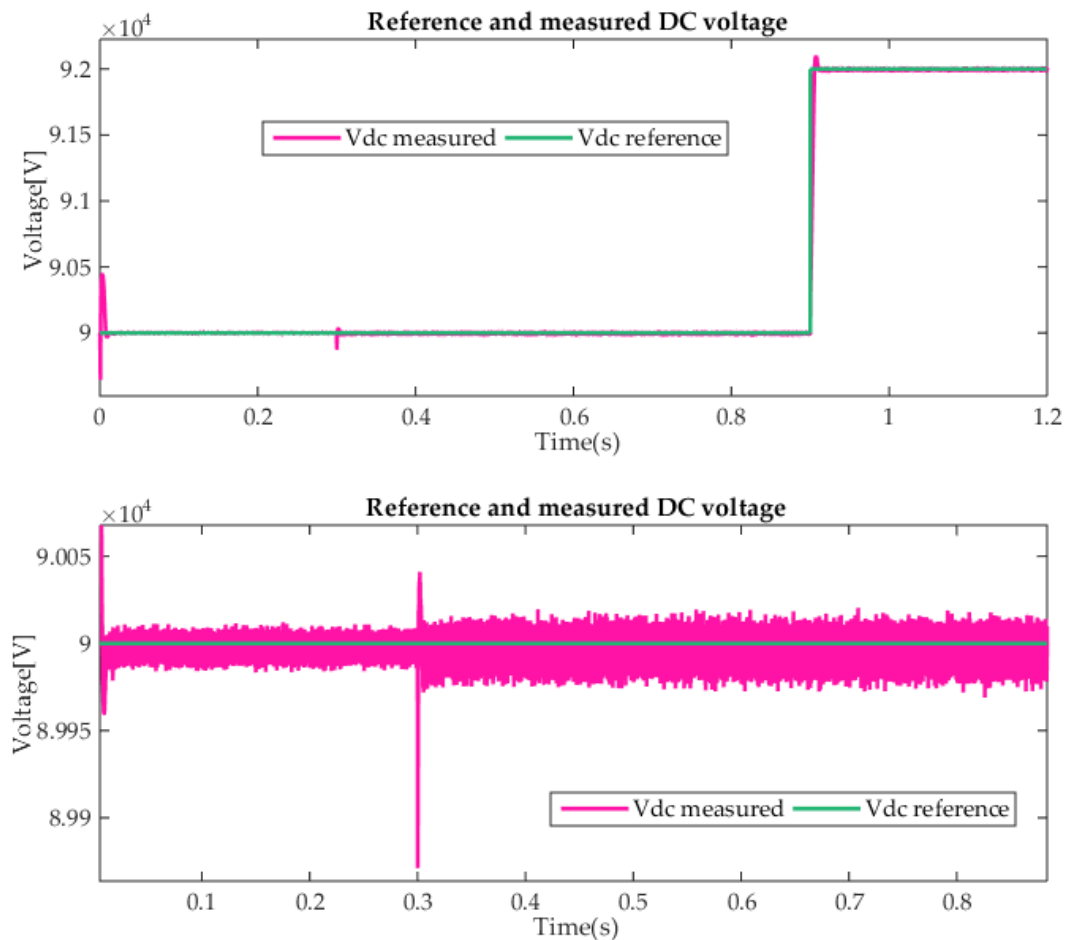 Reference and measured DC voltage
×10⁴
9.2
9.15
9.1
9.05
9
Voltage[V]
Vdc measured Vdc reference
0 0.2 0.4 0.6 0.8 1 1.2
Time(s)
Reference and measured DC voltage
×10⁴
9.005
9
8.995
8.99
Voltage[V]
Vdc measured Vdc reference
0.1 0.2 0.3 0.4 0.5 0.6 0.7 0.8
Time(s)